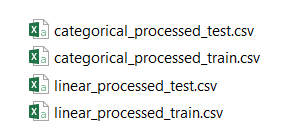 categorical_processed_test.csv
categorical_processed_train.csv
linear_processed_test.csv
linear_processed_train.csv